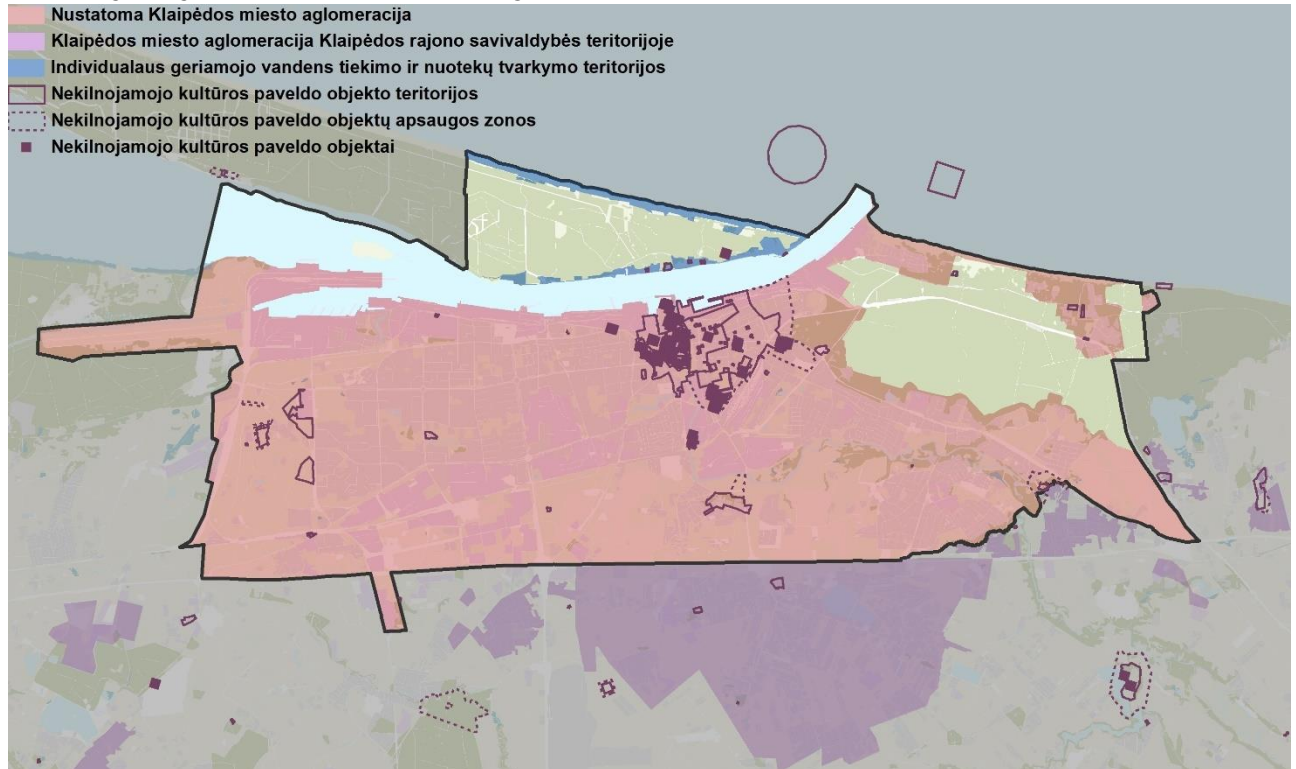 Nustatoma Klaipėdos miesto aglomeracija
Klaipėdos miesto aglomeracija Klaipėdos rajono savivaldybės teritorijoje
Individualaus geriamojo vandens tiekimo ir nuotekų tvarkymo teritorijos
Nekilnojamojo kultūros paveldo objekto teritorijos
Nekilnojamojo kultūros paveldo objektų apsaugos zonos
Nekilnojamojo kultūros paveldo objektai